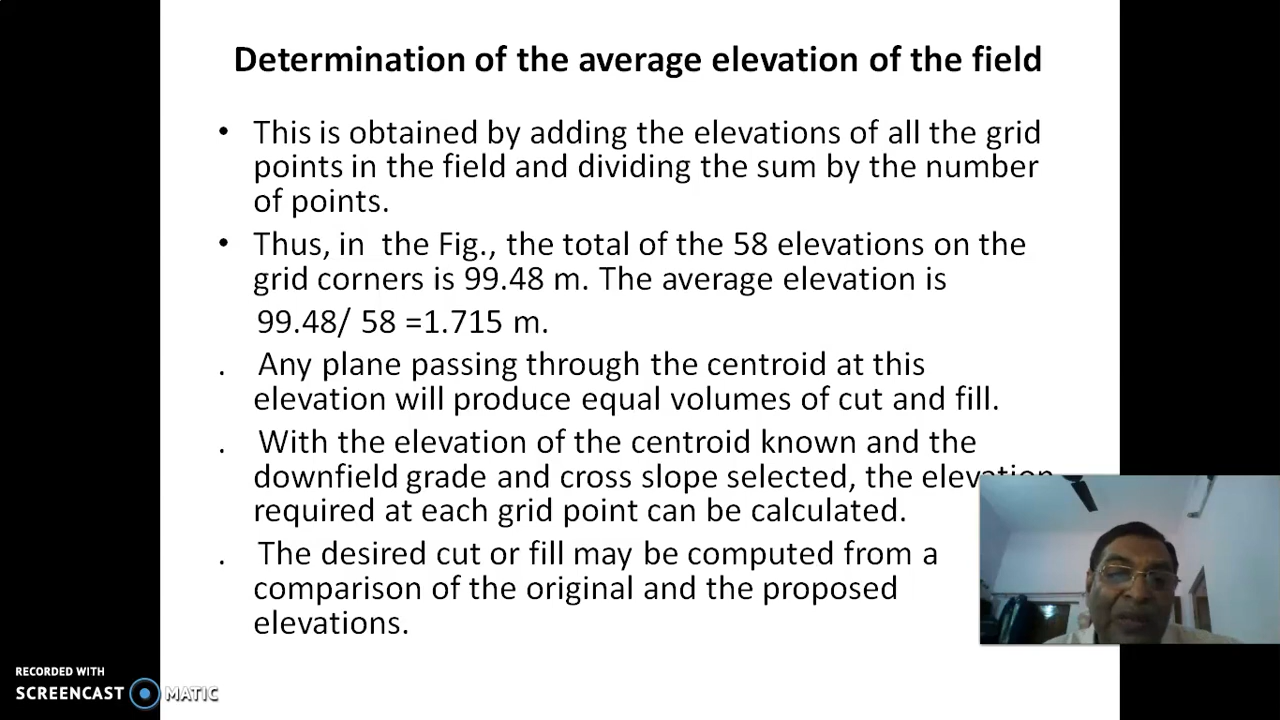 Determination of the average elevation of the field
• This is obtained by adding the elevations of all the grid
points in the field and dividing the sum by the number
of points.
• Thus, in the Fig., the total of the 58 elevations on the
grid corners is 99.48 m. The average elevation is
99.48/ 58 =1.715 m.
. Any plane passing through the centroid at this
elevation will produce equal volumes of cut and fill.
. With the elevation of the centroid known and the
downfield grade and cross slope selected, the elevation
required at each grid point can be calculated.
. The desired cut or fill may be computed from a
comparison of the original and the proposed
elevations.
RECORDED WITH
SCREENCAST MATIC